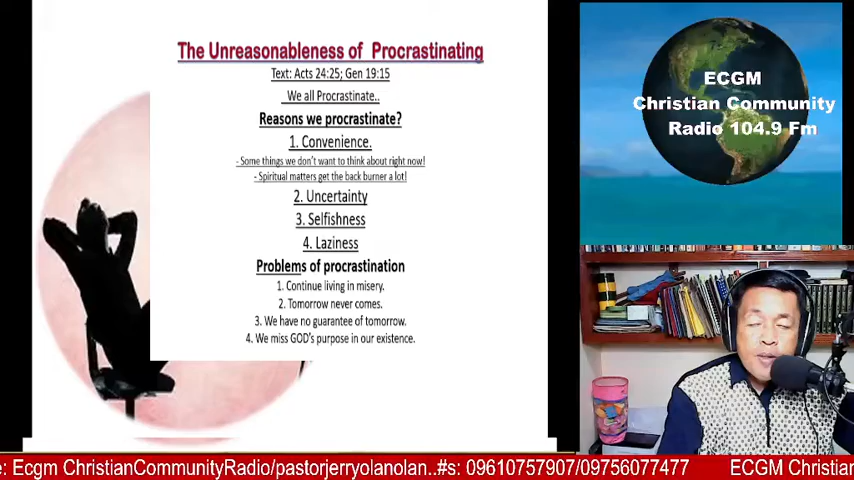 The Unreasonableness of Procrastinating
Text: Acts 24:25; Gen 19:15
We all Procrastinate..
Reasons we procrastinate?
1. Convenience.
- Some things we don't want to think about right now!
- Spiritual matters get the back burner a lot!
2. Uncertainty
3. Selfishness
4. Laziness
Problems of procrastination
1. Continue living in misery.
2. Tomorrow never comes.
3. We have no guarantee of tomorrow.
4. We miss GOD's purpose in our existence.
ECGM
Christian Community
Radio 104.9 Fm
e: Ecgm ChristianCommunityRadio/pastorjerryolanolan..#s: 09610757907/09756077477 ECGM Christia